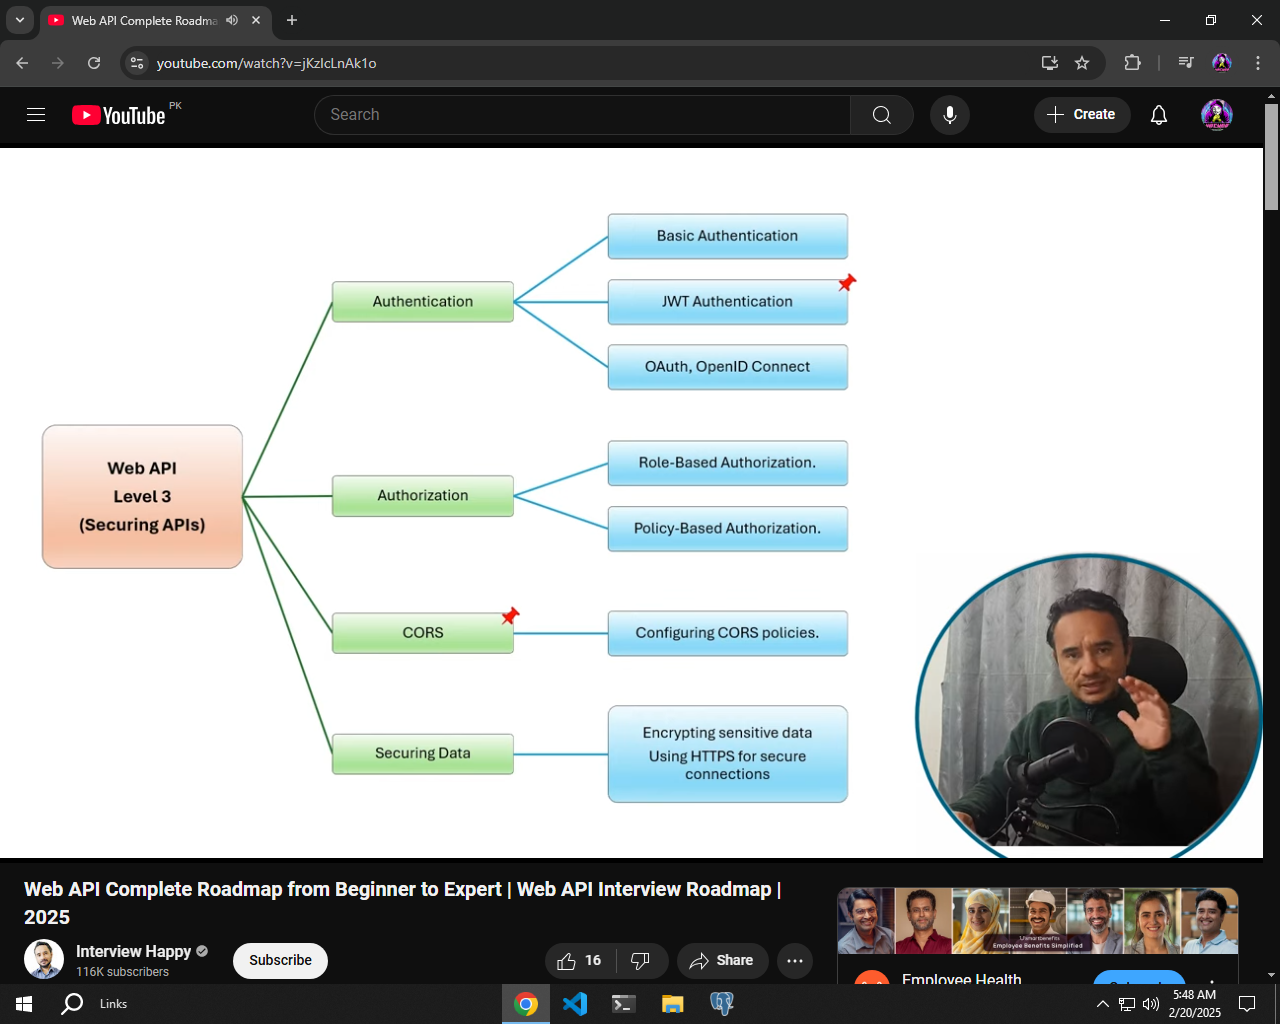 Web API Complete Roadma
youtube.com/watch?v=jKzlcLnAk1o
YouTube
PK
Search
Create
Basic Authentication
Authentication
JWT Authentication
OAuth, OpenID Connect
Web API
Level 3
(Securing APIs)
Role-Based Authorization.
Authorization
Policy-Based Authorization.
CORS
Configuring CORS policies.
Securing Data
Encrypting sensitive data
Using HTTPS for secure
connections
Web API Complete Roadmap from Beginner to Expert | Web API Interview Roadmap |
2025
Interview Happy
116K subscribers
Subscribe
16
Share
Employee Benefits Simplified
Employee Health
Links
5:48 AM
2/20/2025